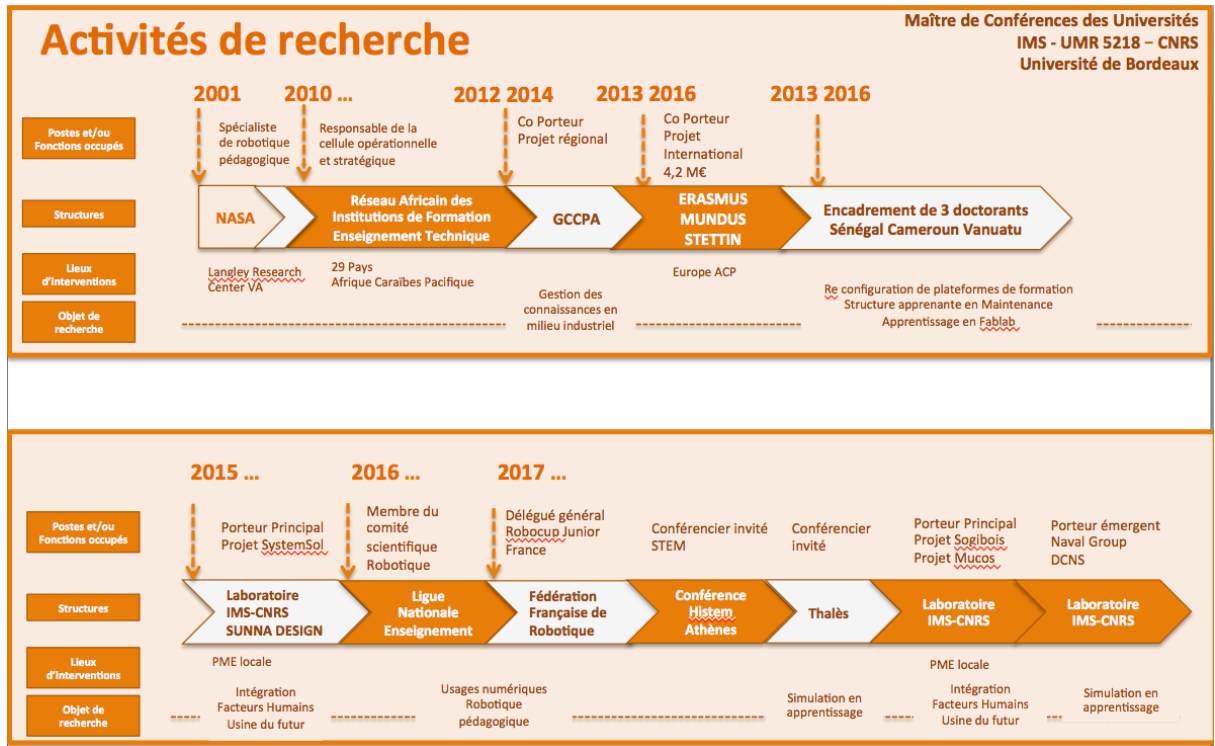 Activités de recherche
Maître de Conférences des Universités
IMS - UMR 5218 – CNRS
Université de Bordeaux
2001
2010 ...
2012 2014
2013 2016
2013 2016
Postes et/ou
Fonctions occupés
Spécialiste
de robotique
pédagogique
Responsable de la
cellule opérationnelle
et stratégique
Co Porteur
Projet régional
Co Porteur
Projet
International
4,2 M€
Structures
NASA
Réseau Africain des
Institutions de Formation
Enseignement Technique
GCCPA
ERASMUS
MUNDUS
STETTIN
Encadrement de 3 doctorants
Sénégal Cameroun Vanuatu
Lieux
d'interventions
Langley Research
Center VA
29 Pays
Afrique Caraïbes Pacifique
Europe ACP
Objet de
recherche
Gestion des
connaissances en
milieu industriel
Re configuration de plateformes de formation
Structure apprenante en Maintenance
Apprentissage en Fablab
2015 ...
2016 ...
2017 ...
Postes et/ou
Fonctions occupés
Porteur Principal
Projet SystemSol
Membre du
comité
scientifique
Robotique
Délégué général
Robocup Junior
France
Conférencier invité
STEM
Conférencier
invité
Porteur Principal
Projet Sogibois
Projet Mucos
Porteur émergent
Naval Group
DCNS
Structures
Laboratoire
IMS-CNRS
SUNNA DESIGN
Ligue
Nationale
Enseignement
Fédération
Française de
Robotique
Conférence
Histem
Athènes
Thalès
Laboratoire
IMS-CNRS
Laboratoire
IMS-CNRS
Lieux
d'interventions
PME locale
PME locale
Objet de
recherche
Intégration
Facteurs Humains
Usine du futur
Usages numériques
Robotique
pédagogique
Simulation en
apprentissage
Intégration
Facteurs Humains
Usine du futur
Simulation en
apprentissage